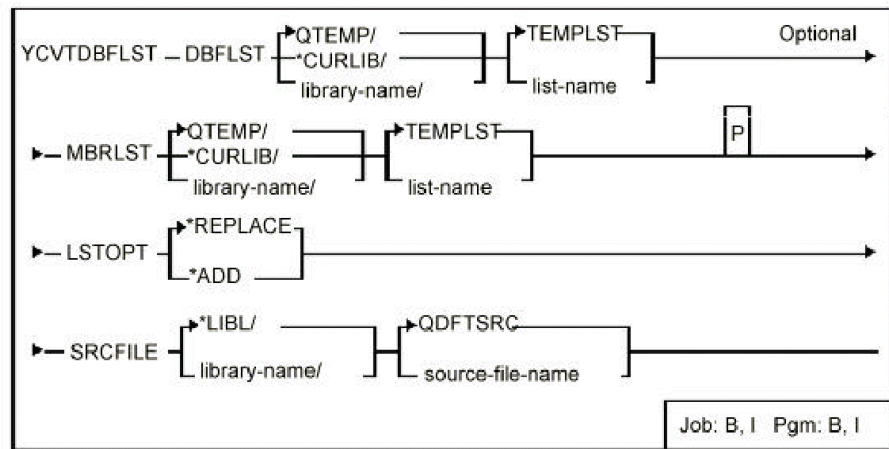 QTEMP/ TEMPLST Optional
YCVTDBFLST DBFLST *CURLIB/
library-name/ list-name
QTEMP/ TEMPLST P
MBRLST *CURLIB/
library-name/ list-name
*REPLACE
LSTOPT
*ADD
*LIBL/ QDFTSRC
SRCFILE
library-name/ source-file-name
Job: B, I Pgm: B, I